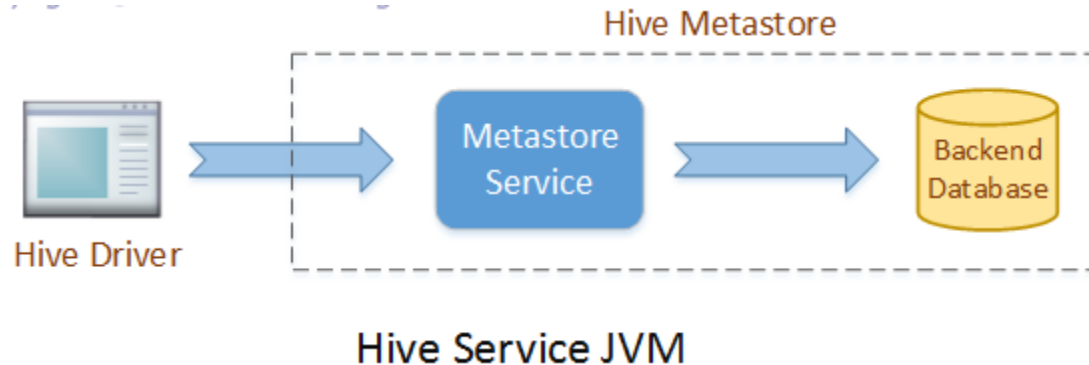 Hive Metastore
Metastore
Service
Backend
Database
Hive Driver
Hive Service JVM